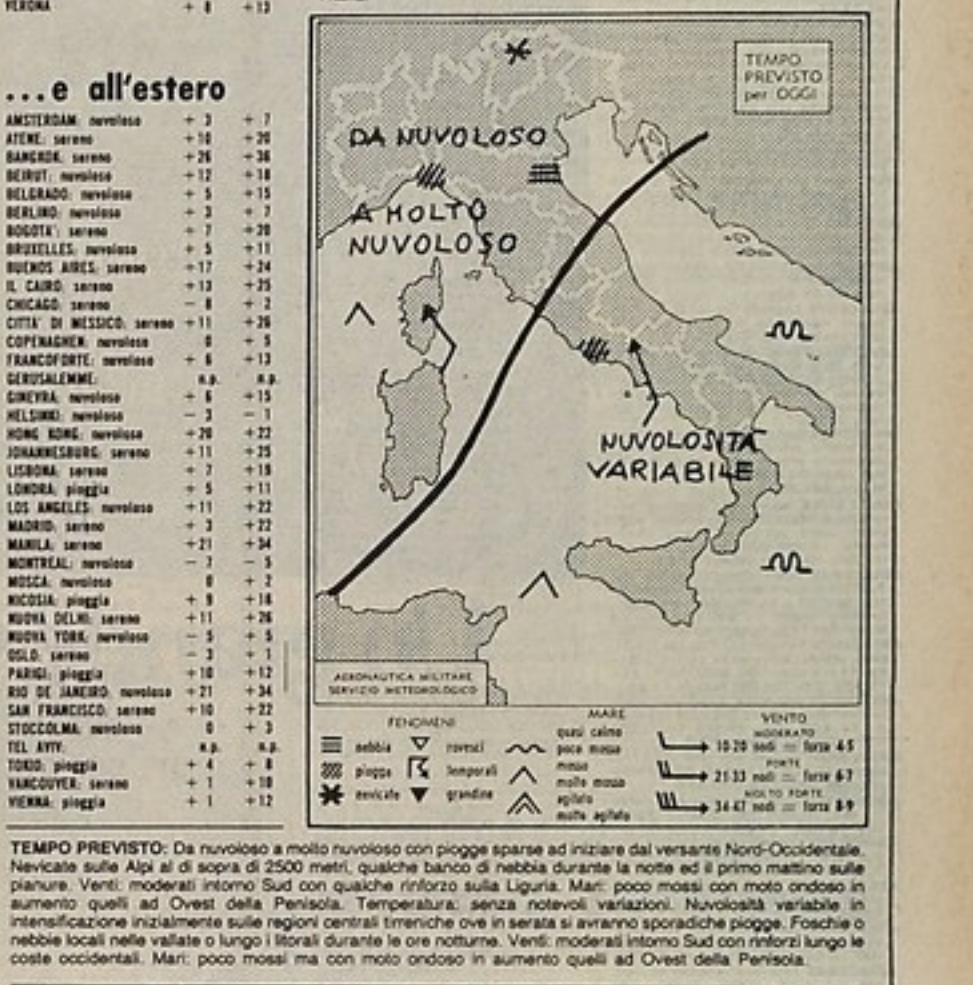 VERONA + 8 +13
...e all'estero
AMSTERDAM: nuvoloso + 3 + 7
ATENE: sereno +10 +20
BANGKOK: sereno +26 +36
BEIRUT: nuvoloso +12 +18
BELGRADO: nuvoloso + 5 +15
BERLINO: nuvoloso + 3 + 7
BOGOTA': sereno + 7 +20
BRUXELLES: nuvoloso + 5 +11
BUENOS AIRES: sereno +17 +24
IL CAIRO: sereno +13 +25
CHICAGO: sereno − 8 + 2
CITTA' DI MESSICO: sereno +11 +26
COPENAGHEN: nuvoloso 0 + 5
FRANCOFORTE: nuvoloso + 6 +13
GERUSALEMME: n.p. n.p.
GINEVRA: nuvoloso + 6 +15
HELSINKI: nuvoloso − 3 − 1
HONG KONG: nuvoloso +20 +22
JOHANNESBURG: sereno +11 +25
LISBONA: sereno + 7 +19
LONDRA: pioggia + 5 +11
LOS ANGELES: nuvoloso +11 +22
MADRID: sereno + 3 +22
MANILA: sereno +21 +34
MONTREAL: nuvoloso − 7 − 5
MOSCA: nuvoloso 0 + 2
NICOSIA: pioggia + 9 +18
NUOVA DELHI: sereno +11 +26
NUOVA YORK: nuvoloso − 5 + 5
OSLO: sereno − 3 + 1
PARIGI: pioggia +10 +12
RIO DE JANEIRO: nuvoloso +21 +34
SAN FRANCISCO: sereno +10 +22
STOCCOLMA: nuvoloso 0 + 3
TEL AVIV: n.p. n.p.
TOKIO: pioggia + 4 + 8
VANCOUVER: sereno + 1 +10
VIENNA: pioggia + 1 +12
TEMPO
PREVISTO
per OGGI
DA NUVOLOSO
A MOLTO
NUVOLOSO
NUVOLOSITÀ
VARIABILE
AERONAUTICA MILITARE
SERVIZIO METEOROLOGICO
FENOMENI
nebbia rovesci
pioggia temporali
nevicate grandine
MARE
quasi calmo
poco mosso
mosso
molto mosso
agitato
molto agitato
VENTO
MODERATO
10-20 nodi = forza 4-5
FORTE
21-33 nodi = forza 6-7
MOLTO FORTE
34-47 nodi = forza 8-9
TEMPO PREVISTO: Da nuvoloso a molto nuvoloso con piogge sparse ad iniziare dal versante Nord-Occidentale.
Nevicate sulle Alpi al di sopra di 2500 metri, qualche banco di nebbia durante la notte ed il primo mattino sulle
pianure. Venti: moderati intorno Sud con qualche rinforzo sulla Liguria. Mari: poco mossi con moto ondoso in
aumento quelli ad Ovest della Penisola. Temperatura: senza notevoli variazioni. Nuvolosità variabile in
intensificazione inizialmente sulle regioni centrali tirreniche ove in serata si avranno sporadiche piogge. Foschie o
nebbie locali nelle vallate o lungo i litorali durante le ore notturne. Venti: moderati intorno Sud con rinforzi lungo le
coste occidentali. Mari: poco mossi ma con moto ondoso in aumento quelli ad Ovest della Penisola.